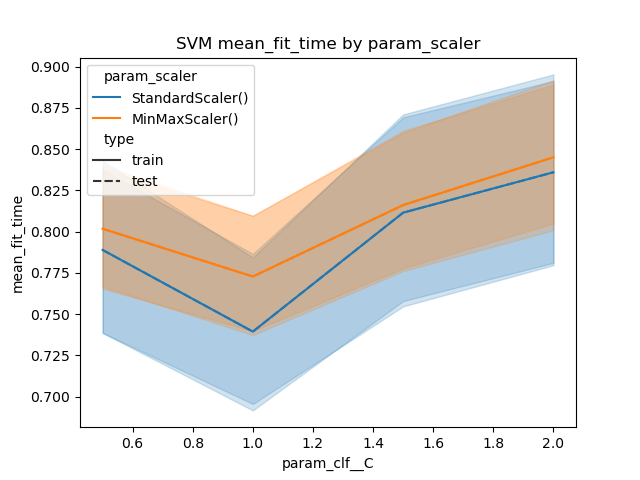 SVM mean_fit_time by param_scaler
0.900
0.875
0.850
0.825
0.800
0.775
0.750
0.725
0.700
mean_fit_time
param_scaler
StandardScaler()
MinMaxScaler()
type
train
test
0.6 0.8 1.0 1.2 1.4 1.6 1.8 2.0
param_clf__C